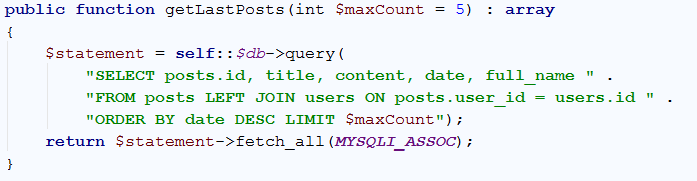 public function getLastPosts(int $maxCount = 5) : array
{
    $statement = self::$db->query(
        "SELECT posts.id, title, content, date, full_name " .
        "FROM posts LEFT JOIN users ON posts.user_id = users.id " .
        "ORDER BY date DESC LIMIT $maxCount");
    return $statement->fetch_all(MYSQLI_ASSOC);
}